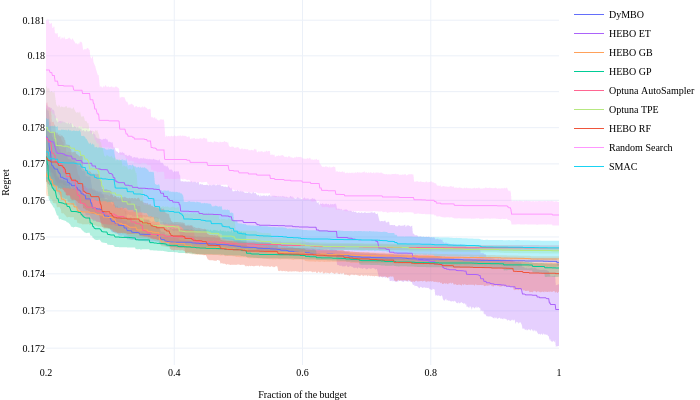 0.181
0.18
0.179
0.178
0.177
0.176
0.175
0.174
0.173
0.172
Regret
0.2
0.4
0.6
0.8
1
Fraction of the budget
DyMBO
HEBO ET
HEBO GB
HEBO GP
Optuna AutoSampler
Optuna TPE
HEBO RF
Random Search
SMAC